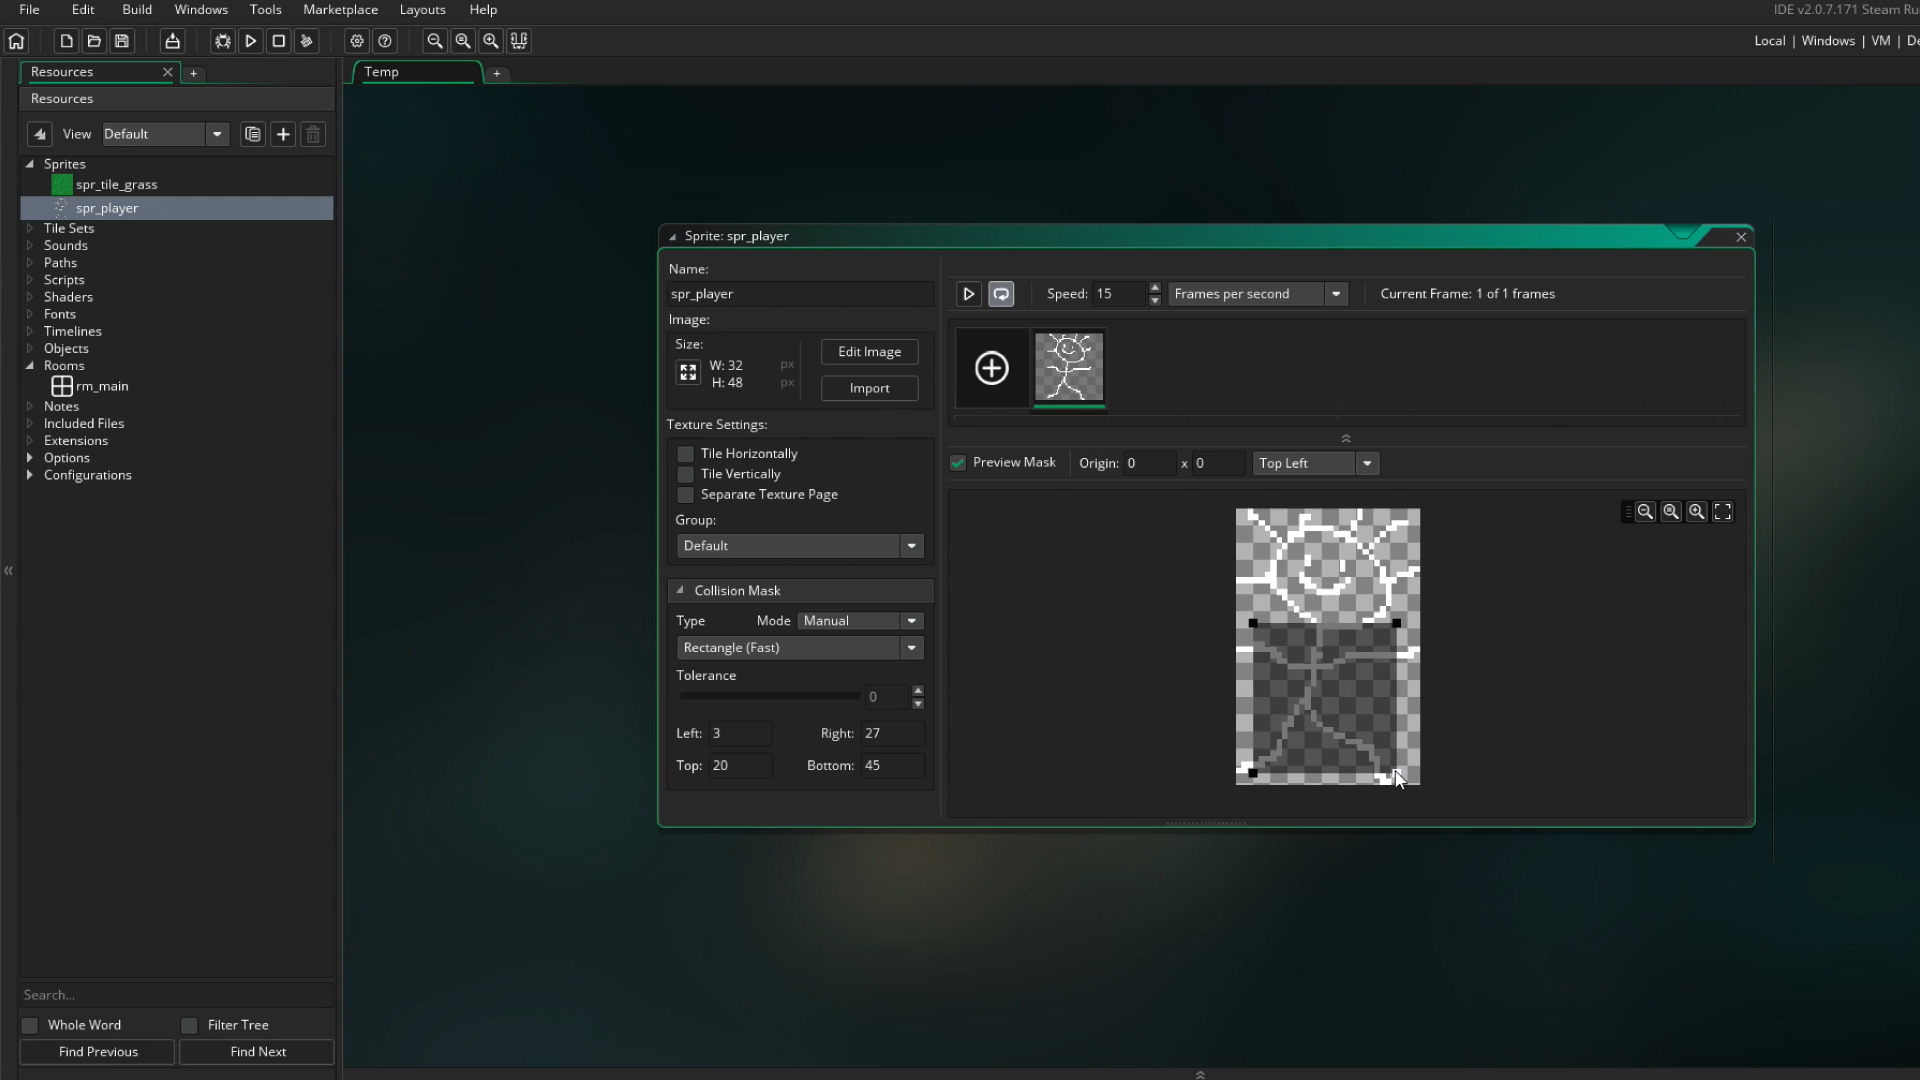 File Edit Build Windows Tools Marketplace Layouts Help
IDE v2.0.7.171 Steam
Local | Windows | VM |
Resources
Temp
Resources
View Default
Sprites
spr_tile_grass
spr_player
Tile Sets
Sounds
Paths
Scripts
Shaders
Fonts
Timelines
Objects
Rooms
rm_main
Notes
Included Files
Extensions
Options
Configurations
Search...
Whole Word Filter Tree
Find Previous Find Next
Sprite: spr_player
Name:
spr_player
Image:
Size:
W: 32 px
H: 48 px
Edit Image
Import
Texture Settings:
Tile Horizontally
Tile Vertically
Separate Texture Page
Group:
Default
Collision Mask
Type Mode Manual
Rectangle (Fast)
Tolerance
0
Left: 3 Right: 27
Top: 20 Bottom: 45
Speed: 15 Frames per second Current Frame: 1 of 1 frames
Preview Mask Origin: 0 x 0 Top Left